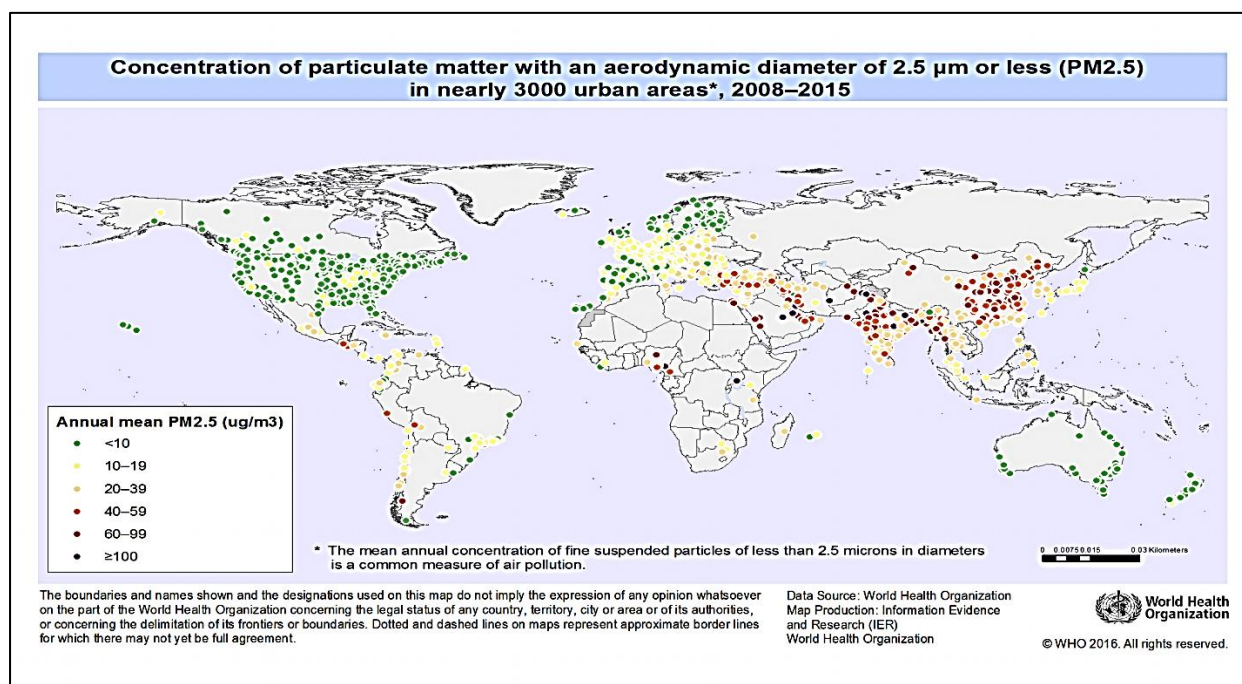 Concentration of particulate matter with an aerodynamic diameter of 2.5 µm or less (PM2.5)
in nearly 3000 urban areas*, 2008–2015
Annual mean PM2.5 (ug/m3)
<10
10–19
20–39
40–59
60–99
≥100
* The mean annual concentration of fine suspended particles of less than 2.5 microns in diameters
is a common measure of air pollution.
0 0.0075 0.015 0.03 Kilometers
The boundaries and names shown and the designations used on this map do not imply the expression of any opinion whatsoever
on the part of the World Health Organization concerning the legal status of any country, territory, city or area or of its authorities,
or concerning the delimitation of its frontiers or boundaries. Dotted and dashed lines on maps represent approximate border lines
for which there may not yet be full agreement.
Data Source: World Health Organization
Map Production: Information Evidence
and Research (IER)
World Health Organization
World Health
Organization
© WHO 2016. All rights reserved.